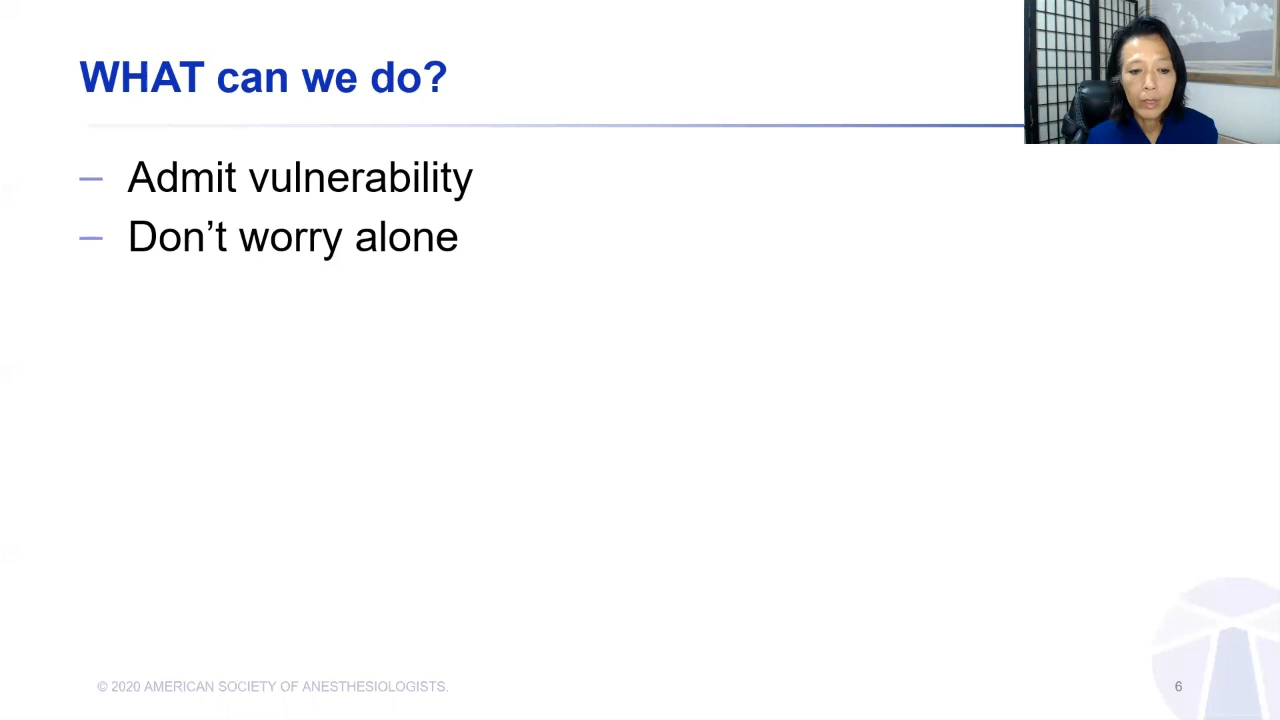 WHAT can we do?
– Admit vulnerability
– Don’t worry alone
© 2020 AMERICAN SOCIETY OF ANESTHESIOLOGISTS.
6